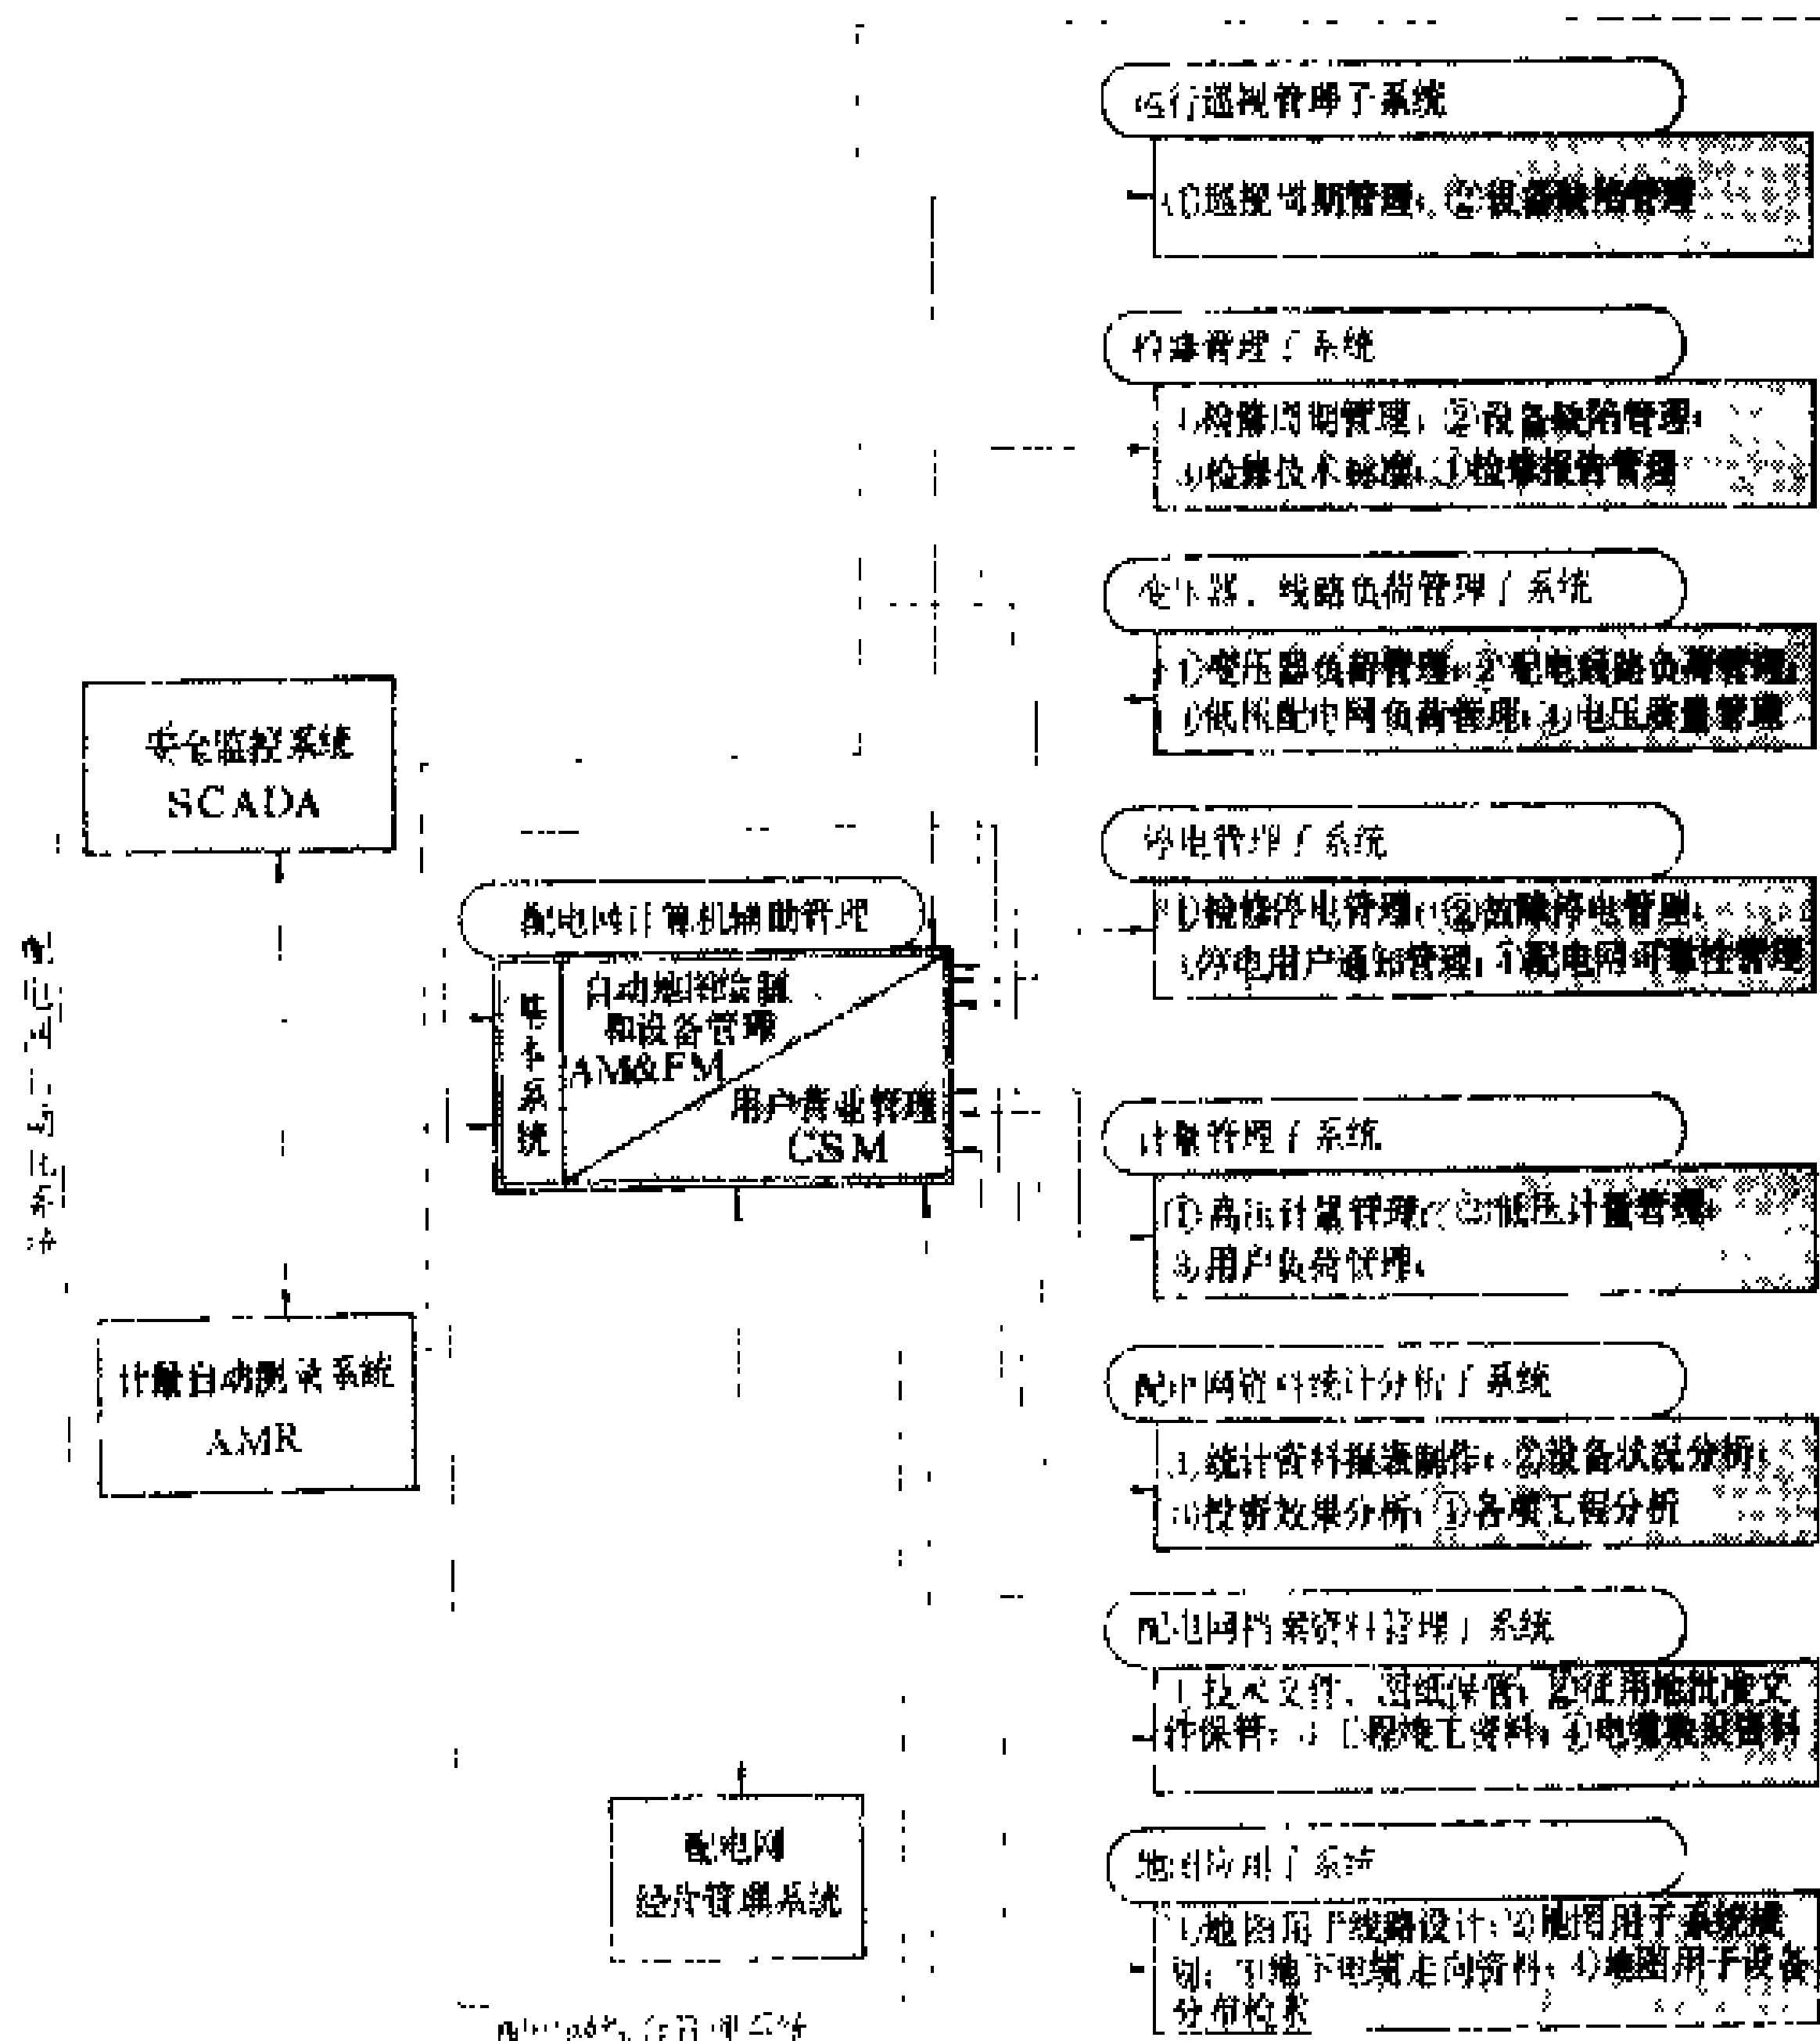 运行巡视管理子系统
①巡视周期管理;②设备缺陷管理
检修管理子系统
①检修周期管理;②设备缺陷管理;
③检修技术标准;④检修报告管理
变压器、线路负荷管理子系统
①变压器负荷管理;②配电线路负荷管理;
③低压配电网负荷管理;④电压质量管理
安全监控系统
SCADA
停电管理子系统
①检修停电管理;②故障停电管理;
③停电用户通知管理;④配电网可靠性管理
配电网计算机辅助管理
自动地图绘制
和设备管理
AM&FM
用户营业管理
CSM
系统
计量管理子系统
①高压计量管理;②低压计量管理;
③用户负荷管理;
计量自动测试系统
AMR
配电网资料统计分析子系统
①统计资料报表制作;②设备状况分析;
③投资效果分析;④各项工程分析
配电网档案资料管理子系统
①技术文件、图纸保管;②征用地批准文
件保管;③工程竣工资料;④电缆敷设资料
配电网
经营管理系统
地图应用子系统
①地图用于线路设计;②地图用于系统规
划;③地下电缆走向资料;④地图用于设备
分布检索